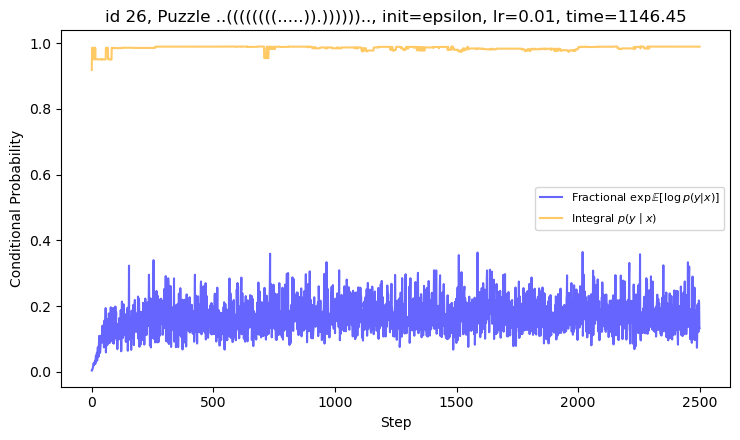 id 26, Puzzle ..((((((((.....)).)))))).., init=epsilon, lr=0.01, time=1146.45
Conditional Probability
1.0
0.8
0.6
0.4
0.2
0.0
Fractional exp𝔼[log p(y|x)]
Integral p(y | x)
0 500 1000 1500 2000 2500
Step